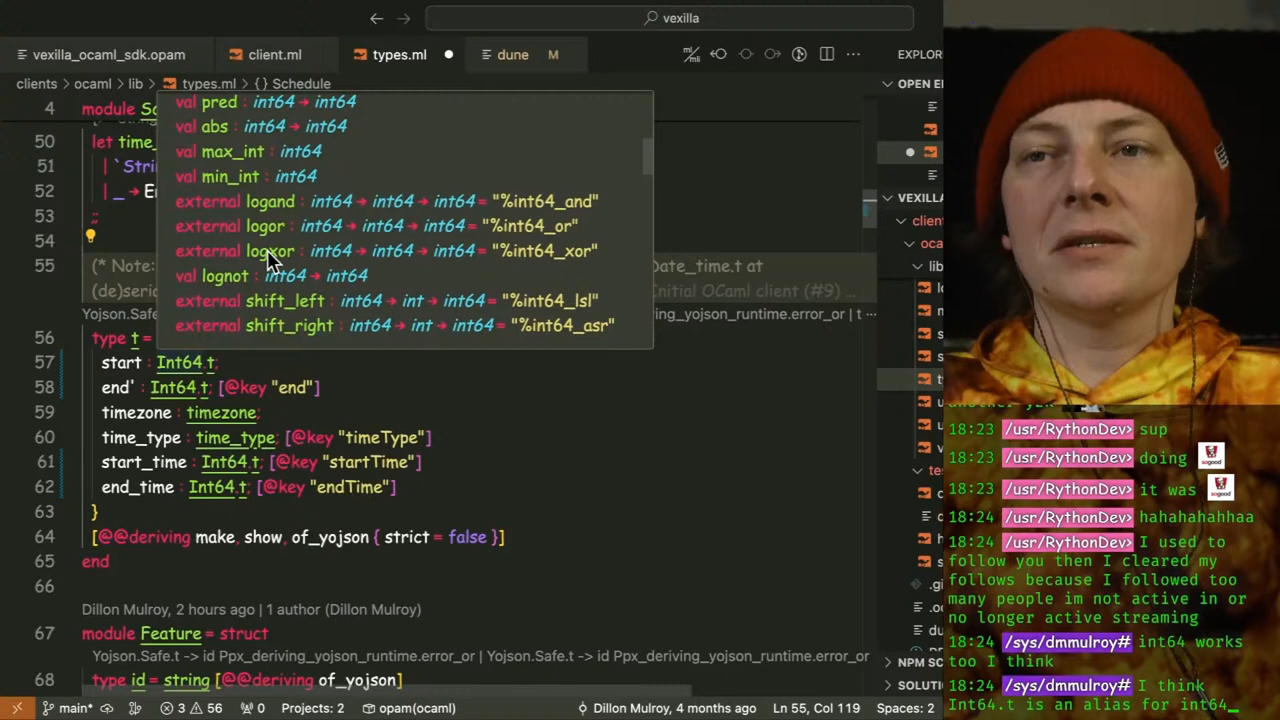 vexilla
vexilla_ocaml_sdk.opam
client.ml
types.ml
dune M
EXPLOR
clients > ocaml > lib > types.ml > {} Schedule
OPEN E
4 module Sc
val pred : int64 → int64
val abs : int64 → int64
val max_int : int64
val min_int : int64
external logand : int64 → int64 → int64 = "%int64_and"
external logor : int64 → int64 → int64 = "%int64_or"
external logxor : int64 → int64 → int64 = "%int64_xor"
val lognot : int64 → int64
external shift_left : int64 → int → int64 = "%int64_lsl"
external shift_right : int64 → int → int64 = "%int64_asr"
50 let time_
51 | `Strin
52 | _ → E
53 ;;
54
55 (* Note: Date_time.t at
(de)seria Initial OCaml client (#9) ...
Yojson.Safe.t → t Ppx_deriving_yojson_runtime.error_or | t ...
56 type t =
57 start : Int64.t;
58 end' : Int64.t; [@key "end"]
59 timezone : timezone;
60 time_type : time_type; [@key "timeType"]
61 start_time : Int64.t; [@key "startTime"]
62 end_time : Int64.t; [@key "endTime"]
63 }
64 [@@deriving make, show, of_yojson { strict = false }]
65 end
66
Dillon Mulroy, 2 hours ago | 1 author (Dillon Mulroy)
67 module Feature = struct
Yojson.Safe.t → id Ppx_deriving_yojson_runtime.error_or | Yojson.Safe.t → id Ppx_deriving_yojson_runtime.error_or
68 type id = string [@@deriving of_yojson]
VEXILLA
clien
oca
lib
NPM SC
SOLUTIO
main*
3 56
0
Projects: 2
opam(ocaml)
Dillon Mulroy, 4 months ago
Ln 55, Col 119
Spaces: 2
18:23 /usr/RythonDev> sup
18:23 /usr/RythonDev> doing
18:23 /usr/RythonDev> it was
18:24 /usr/RythonDev> hahahahahhaa
18:24 /usr/RythonDev> I used to
follow you then I cleared my
follows because I followed too
many people im not active in or
no longer active streaming
18:24 /sys/dmmulroy# int64 works
too I think
18:24 /sys/dmmulroy# I think
Int64.t is an alias for int64_